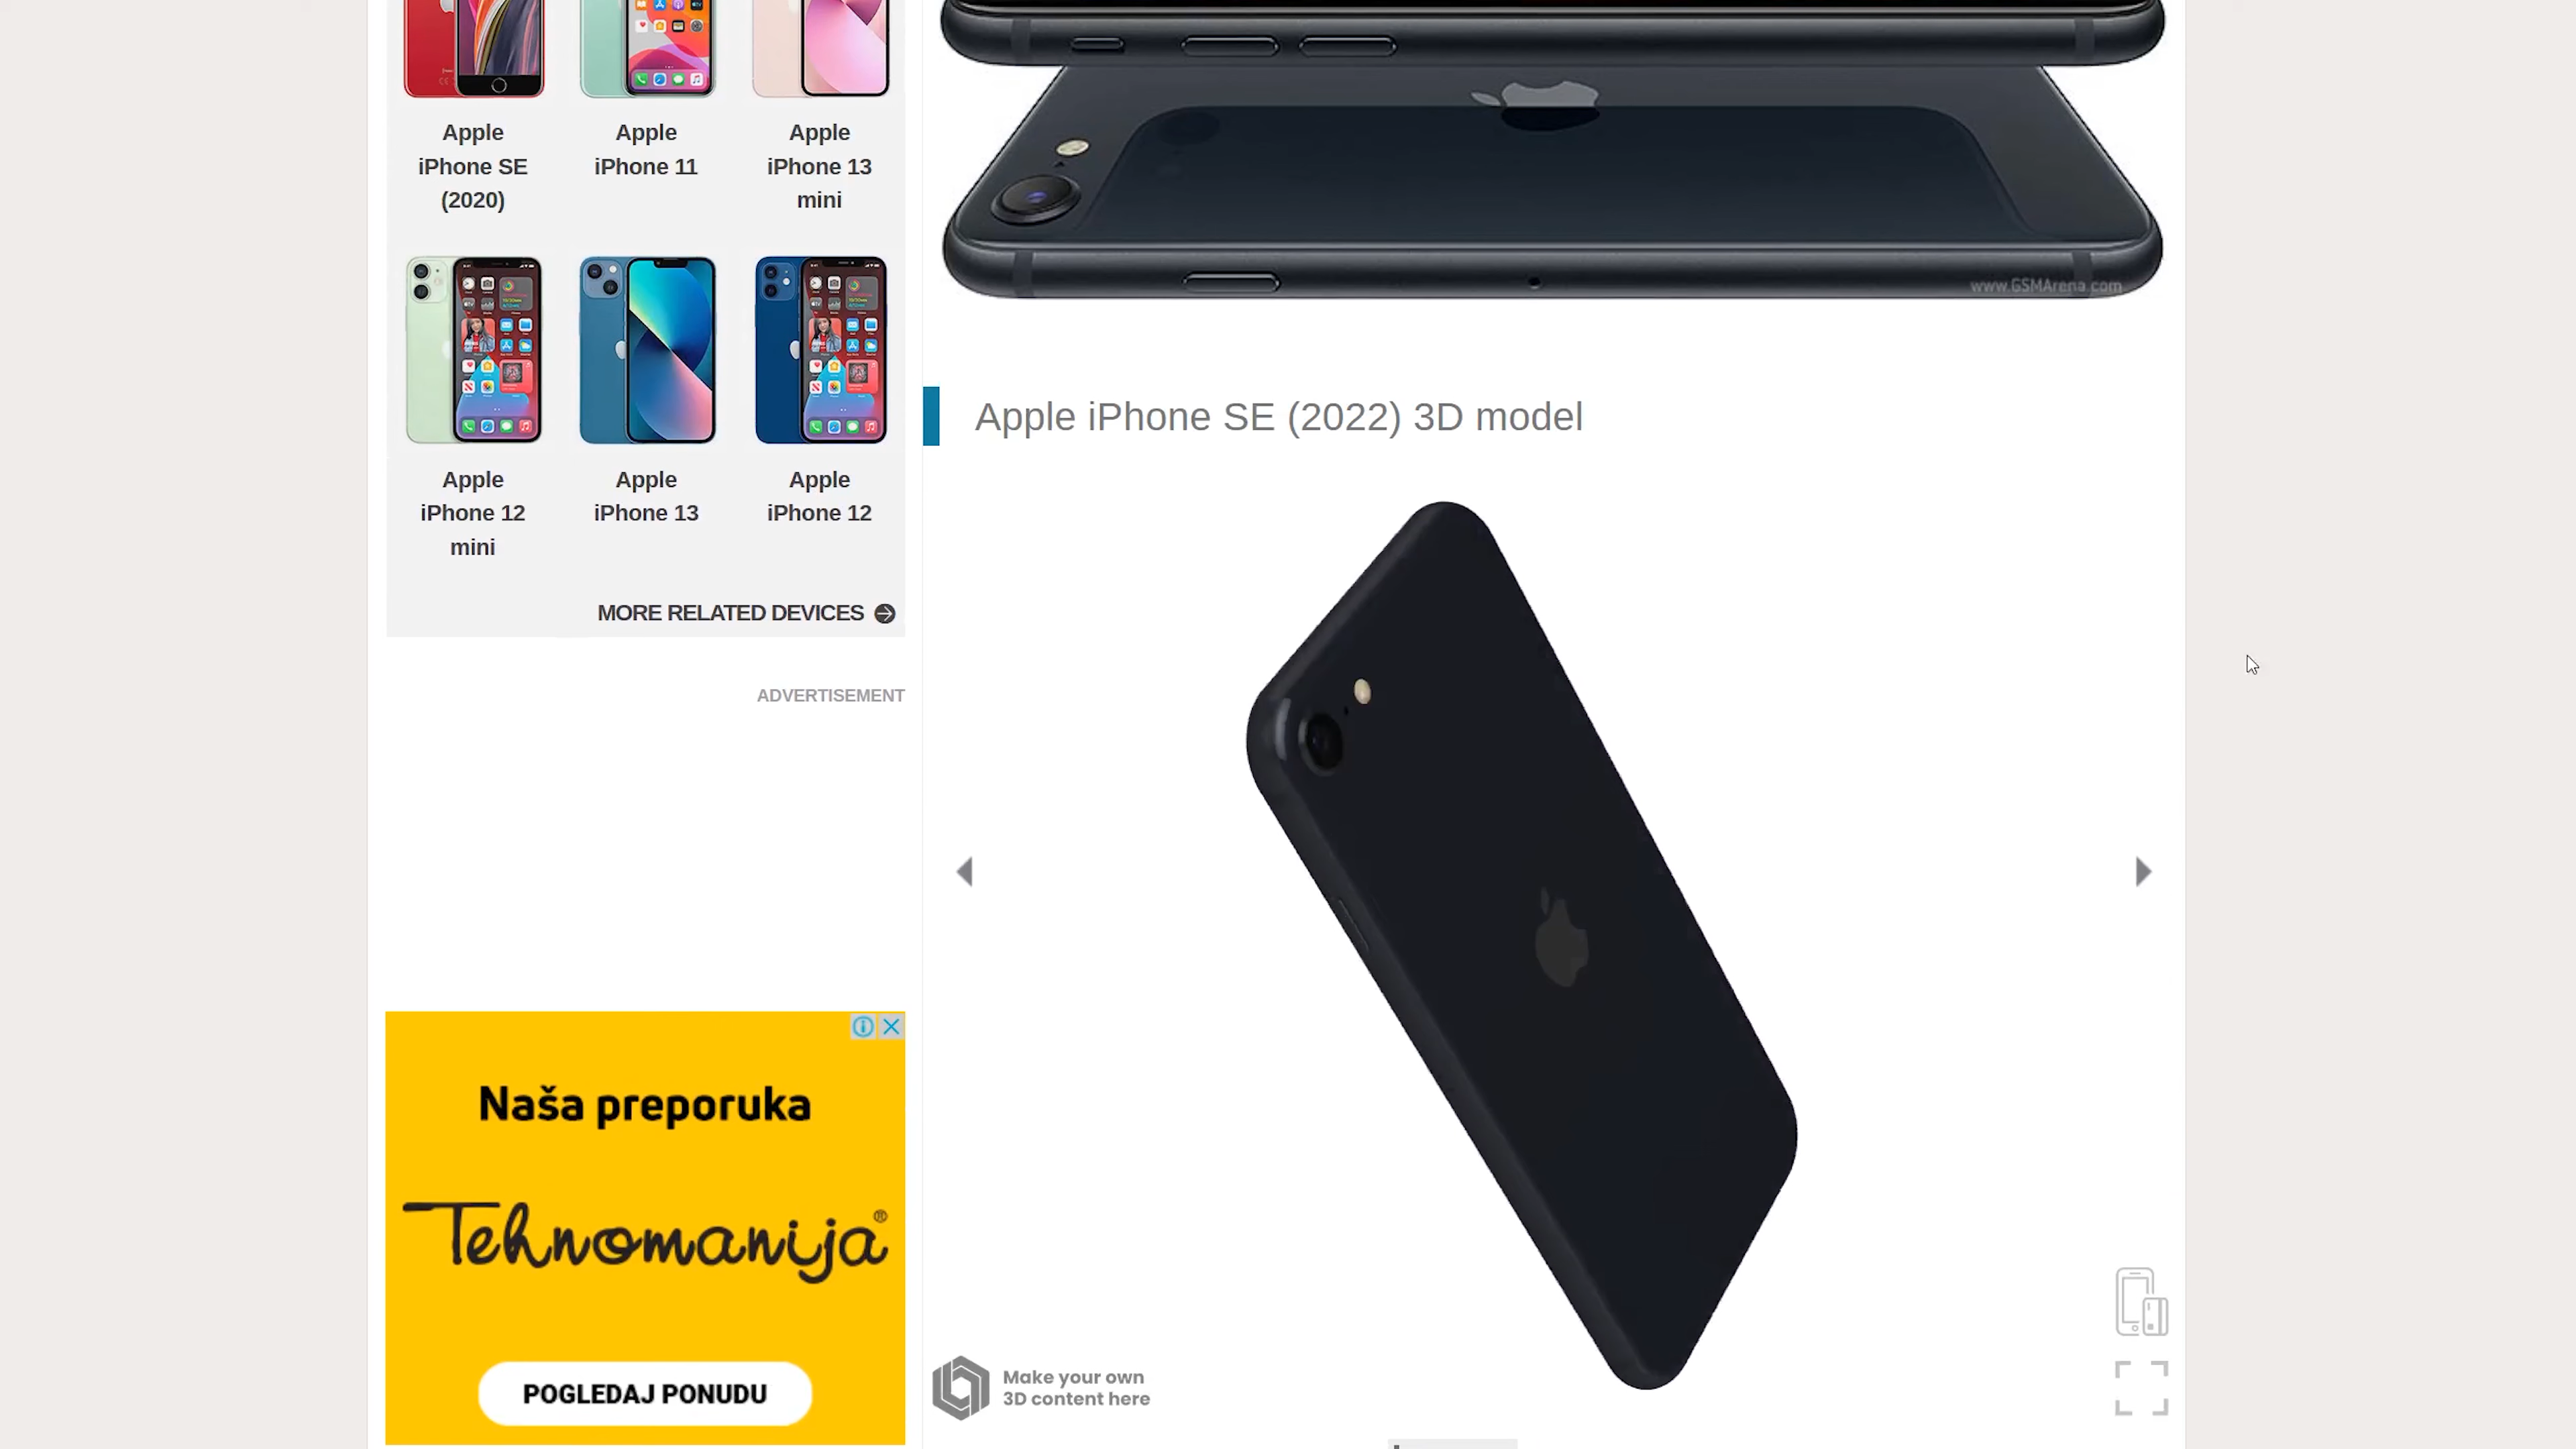 Apple
iPhone SE
(2020)
Apple
iPhone 11
Apple
iPhone 13
mini
Apple
iPhone 12
mini
Apple
iPhone 13
Apple
iPhone 12
MORE RELATED DEVICES
ADVERTISEMENT
Naša preporuka
Tehnomanija®
POGLEDAJ PONUDU
www.GSMArena.com
Apple iPhone SE (2022) 3D model
Make your own
3D content here